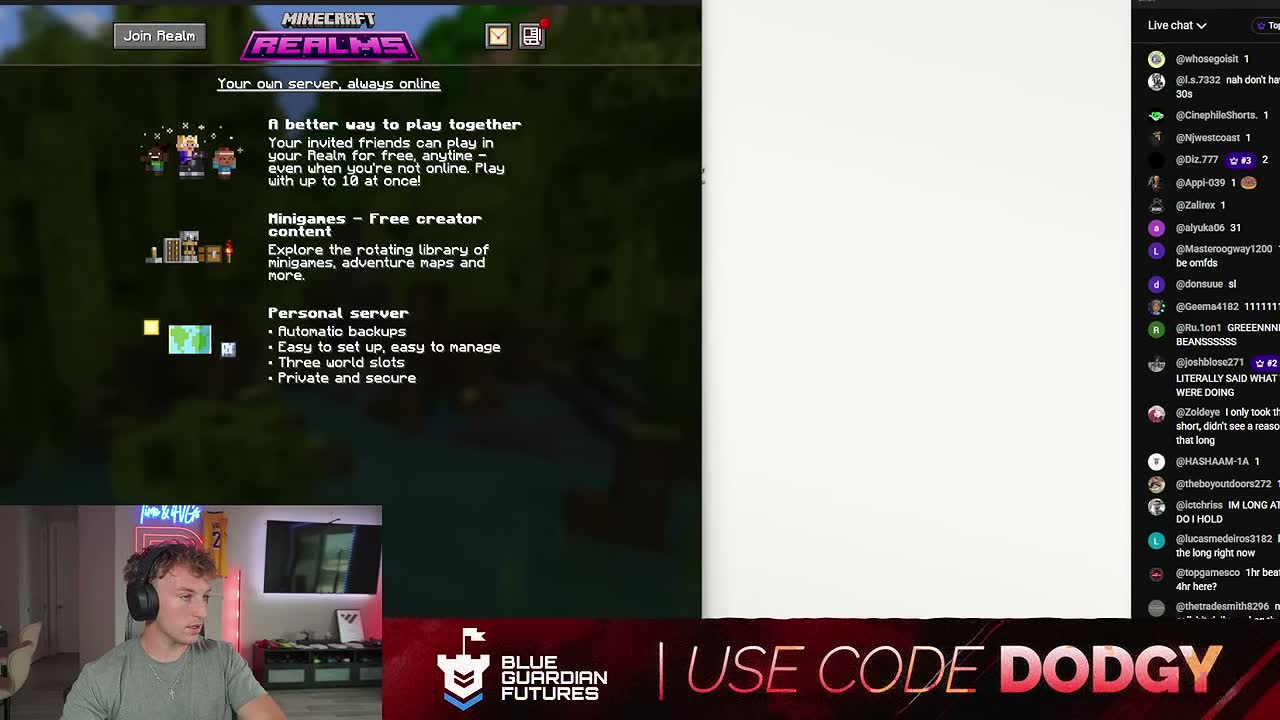 Join Realm
MINECRAFT
REALMS
Your own server, always online
A better way to play together
Your invited friends can play in
your Realm for free, anytime –
even when you're not online. Play
with up to 10 at once!
Minigames – Free creator
content
Explore the rotating library of
minigames, adventure maps and
more.
Personal server
• Automatic backups
• Easy to set up, easy to manage
• Three world slots
• Private and secure
Live chat
Top
@whosegoisit 1
@l.s.7332 nah don't ha
30s
@CinephileShorts. 1
@Njwestcoast 1
@Diz.777 #3 2
@Appi-039 1
@Zalirex 1
@alyuka06 31
@Masteroogway1200
be omfds
@donsuue sl
@Geema4182 111111
@Ru.1on1 GREEENNN
BEANSSSSSS
@joshblose271 #2
LITERALLY SAID WHAT
WERE DOING
@Zoldeye I only took th
short, didn't see a reaso
that long
@HASHAAM-1A 1
@theboyoutdoors272
@ictchriss IM LONG AT
DO I HOLD
@lucasmedeiros3182
the long right now
@topgamesco 1hr bea
4hr here?
@thetradesmith8296
2
BLUE
GUARDIAN
FUTURES
USE CODE DODGY